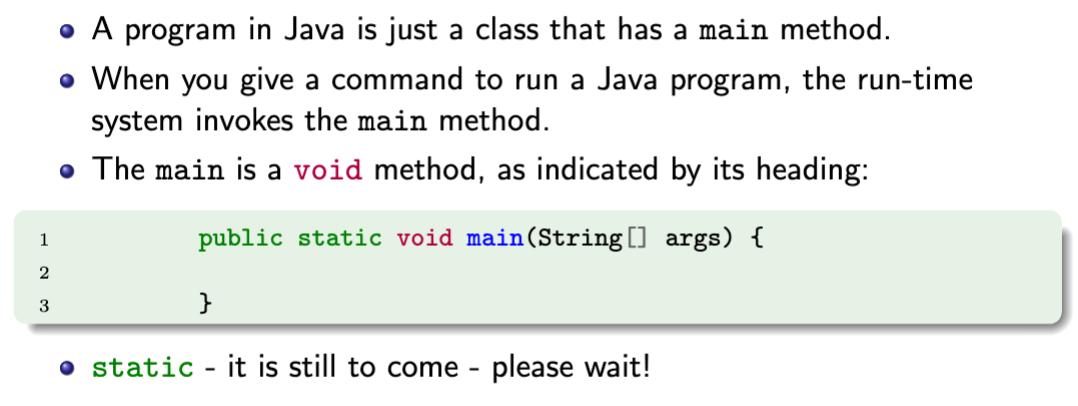 A program in Java is just a class that has a main method.
When you give a command to run a Java program, the run-time
system invokes the main method.
The main is a void method, as indicated by its heading:
1 public static void main(String[] args) {
2
3 }
static - it is still to come - please wait!